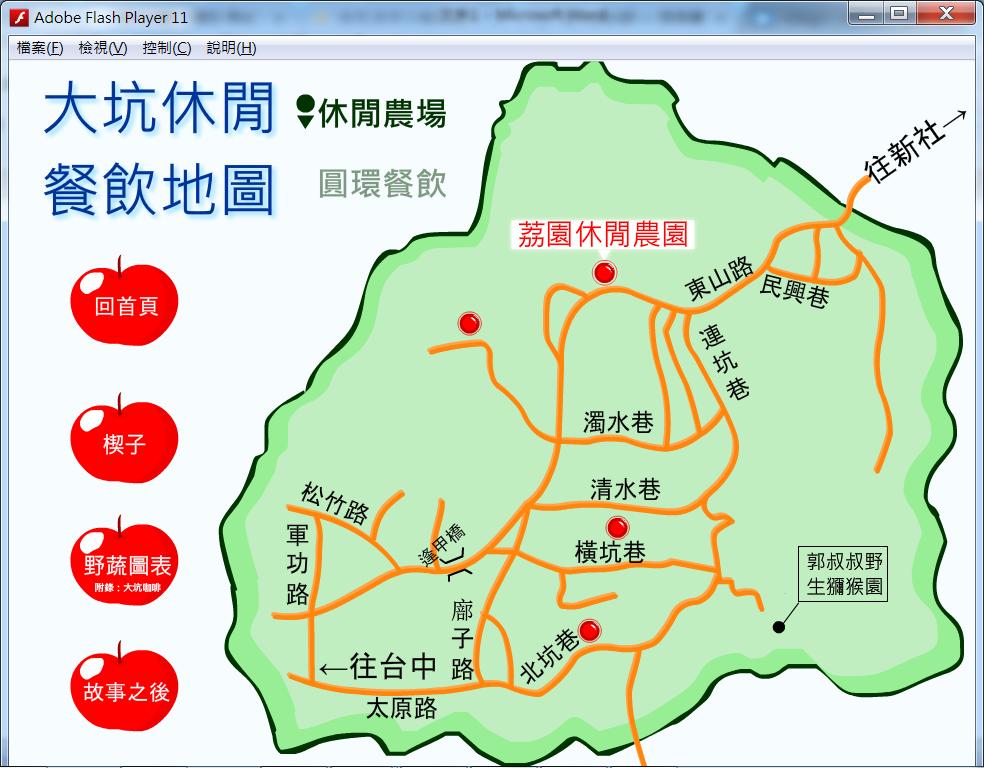 Adobe Flash Player 11
檔案(F) 檢視(V) 控制(C) 說明(H)
大坑休閒
餐飲地圖
休閒農場
圓環餐飲
回首頁
楔子
野蔬圖表
附錄：大坑咖啡
故事之後
往新社→
荔園休閒農園
東山路
民興巷
連坑巷
濁水巷
清水巷
松竹路
軍功路
逢甲橋
橫坑巷
郭叔叔野
生獼猴園
廍子路
北坑巷
←往台中
太原路